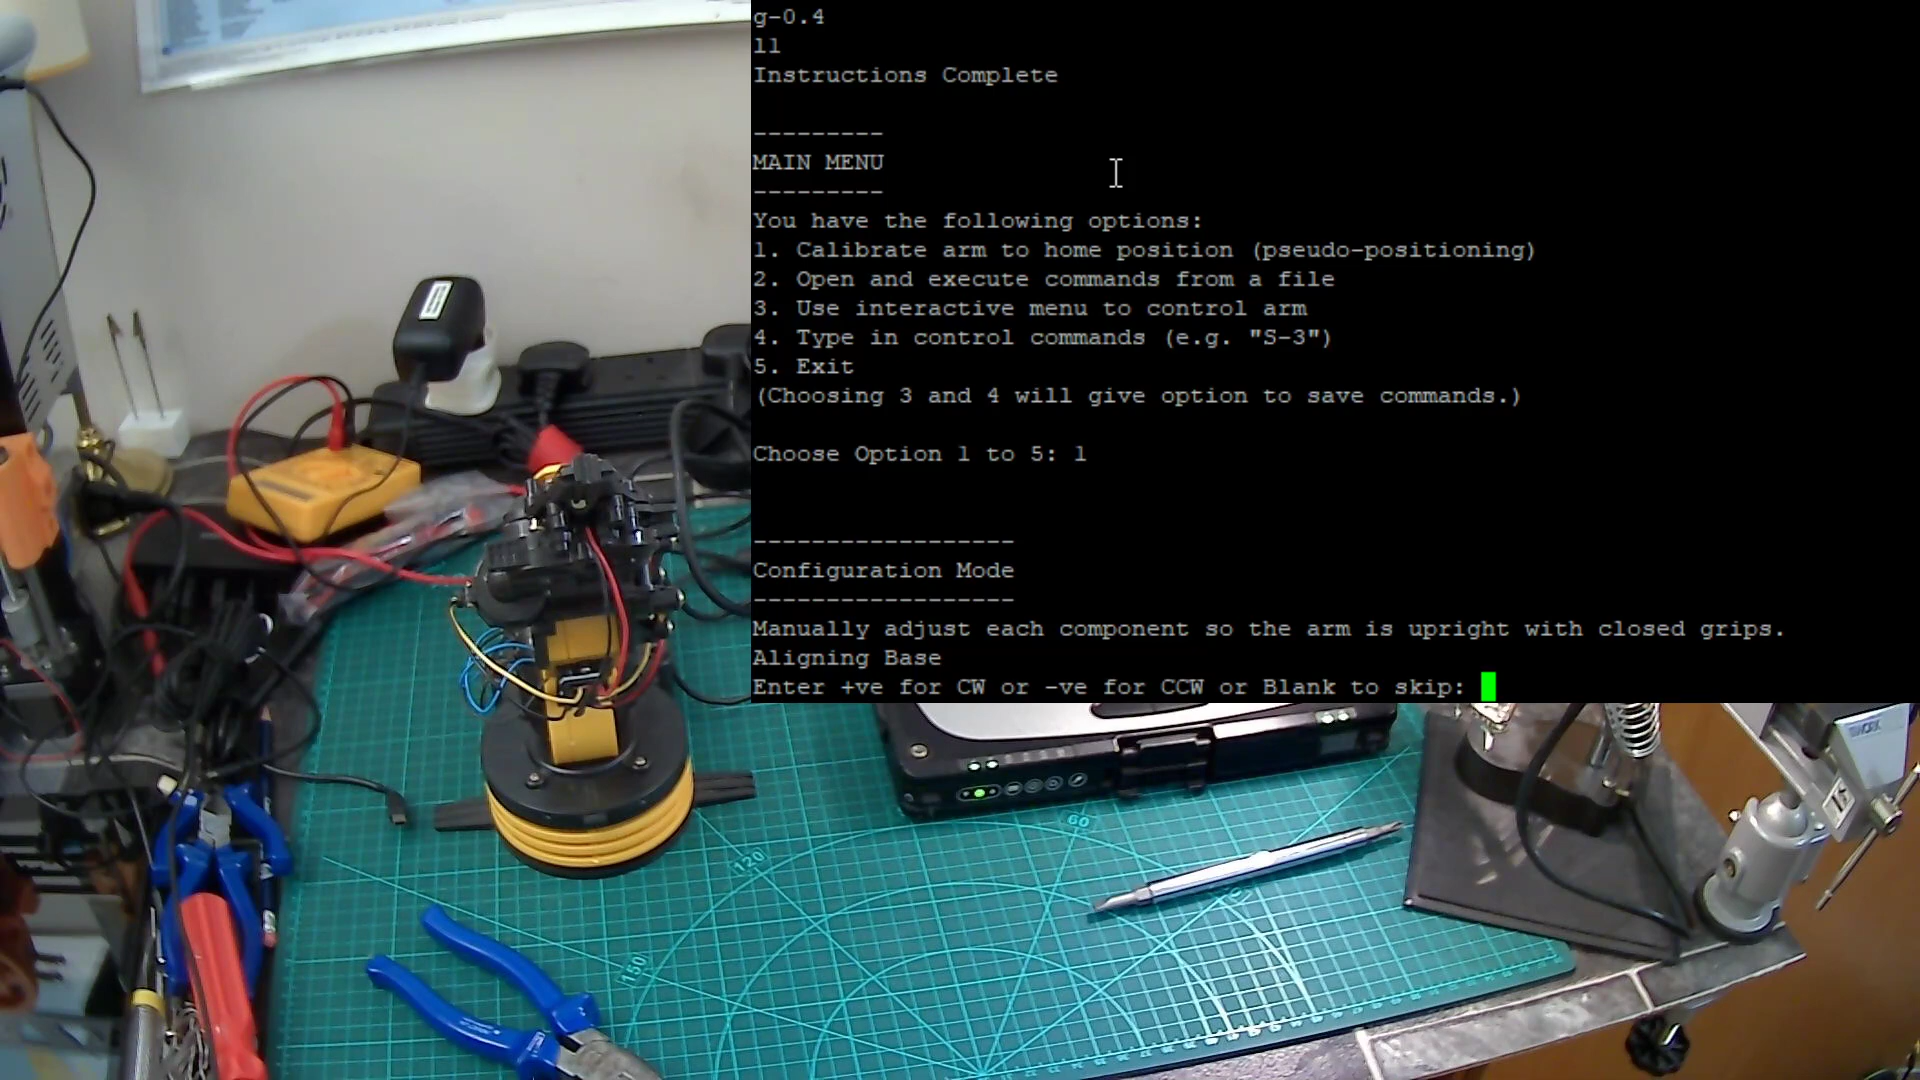 g-0.4
ll
Instructions Complete
---------
MAIN MENU
---------
You have the following options:
1. Calibrate arm to home position (pseudo-positioning)
2. Open and execute commands from a file
3. Use interactive menu to control arm
4. Type in control commands (e.g. "S-3")
5. Exit
(Choosing 3 and 4 will give option to save commands.)
Choose Option 1 to 5: 1
------------------
Configuration Mode
------------------
Manually adjust each component so the arm is upright with closed grips.
Aligning Base
Enter +ve for CW or -ve for CCW or Blank to skip:
60
120
150